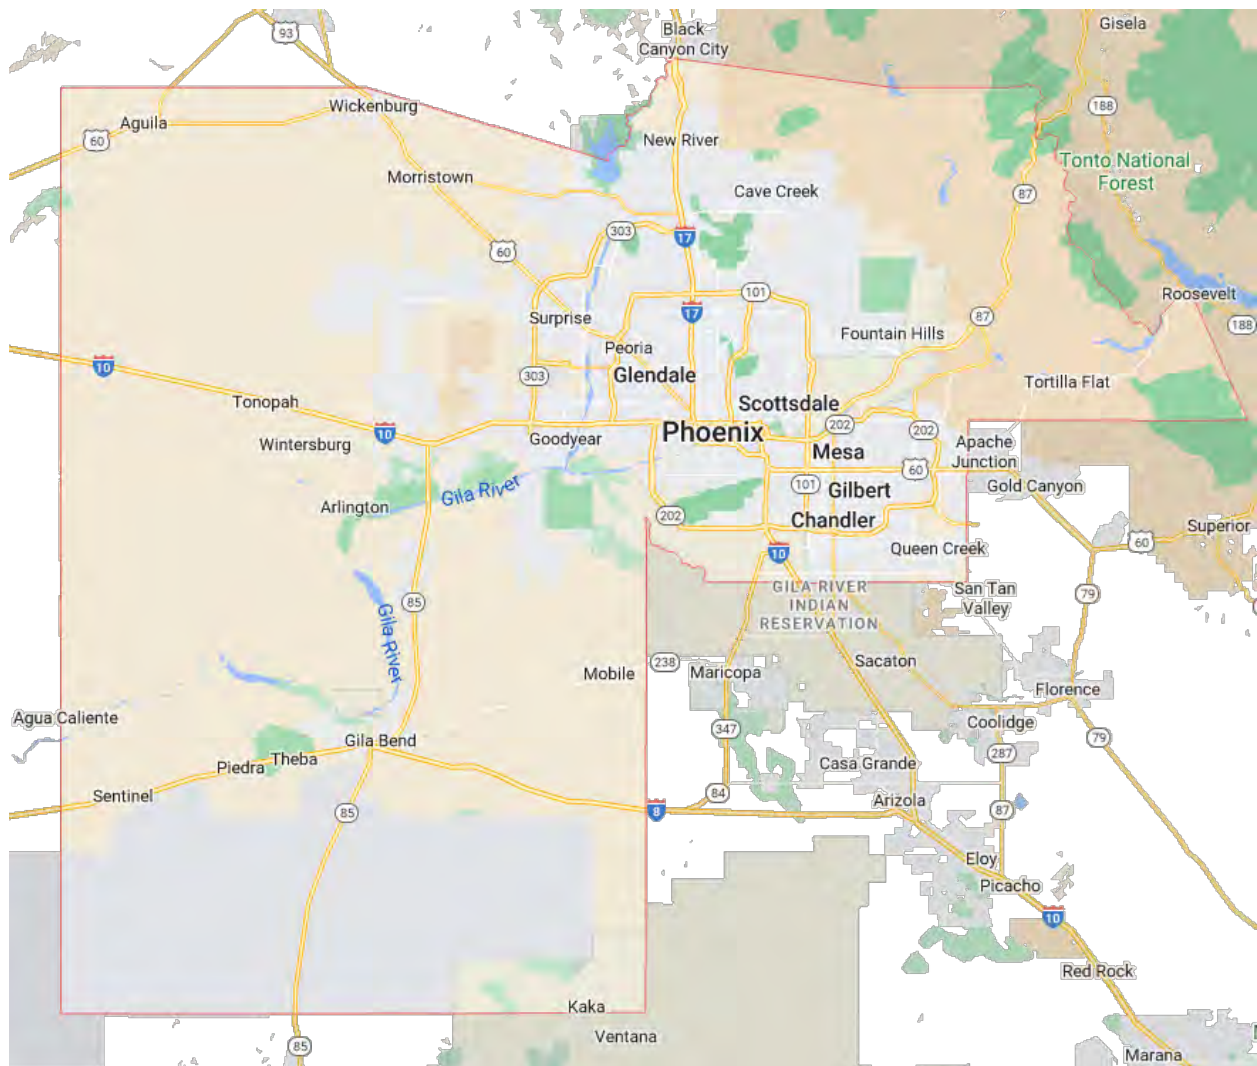 Gisela
Black
Canyon City
93
188
Wickenburg
Aguila
60
New River
Tonto National
Forest
Morristown
Cave Creek
87
303
17
60
Roosevelt
101
17
Surprise
87
188
Fountain Hills
Peoria
10
Glendale
303
Tortilla Flat
Tonopah
Scottsdale
10
Phoenix
202
202
Wintersburg
Goodyear
Apache
Junction
Mesa
60
101
Gold Canyon
Gila River
Gilbert
Arlington
202
Chandler
Superior
60
10
Queen Creek
GILA RIVER
INDIAN
RESERVATION
San Tan
Valley
79
85
Gila River
238
Sacaton
Mobile
Maricopa
Florence
Agua Caliente
Coolidge
347
79
Gila Bend
287
Theba
Piedra
Casa Grande
Sentinel
84
Arizola
85
8
87
Eloy
Picacho
10
Red Rock
Kaka
Ventana
85
Marana